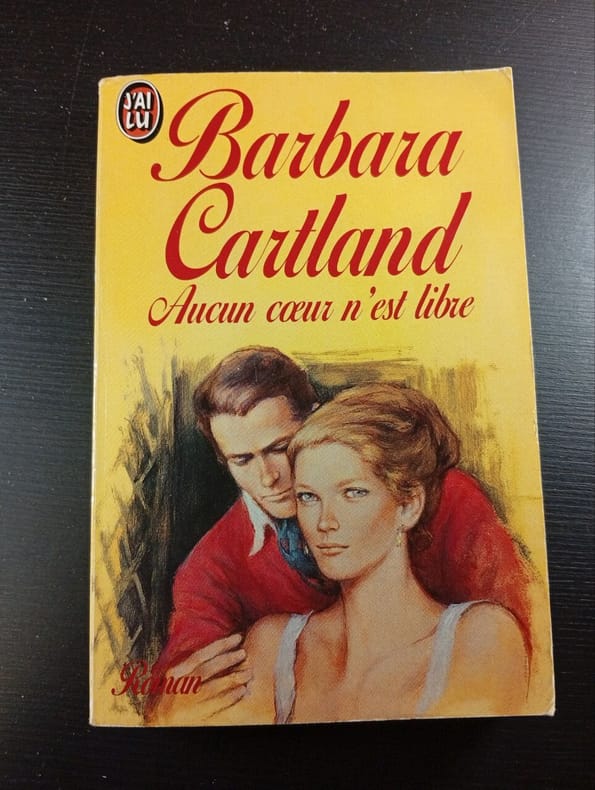 J'AI
LU
Barbara
Cartland
Aucun cœur n'est libre
Roman